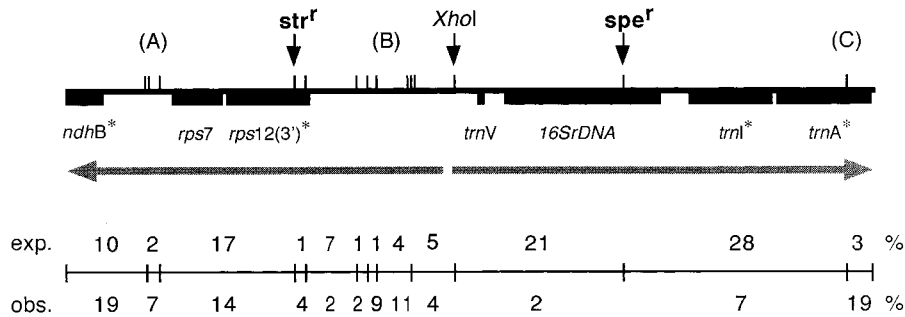 str^r XhoI spe^r
(A) (B) (C)
ndhB* rps7 rps12(3')* trnV 16SrDNA trnI* trnA*
exp. 10 2 17 1 7 1 1 4 5 21 28 3 %
obs. 19 7 14 4 2 2 9 11 4 2 7 19 %